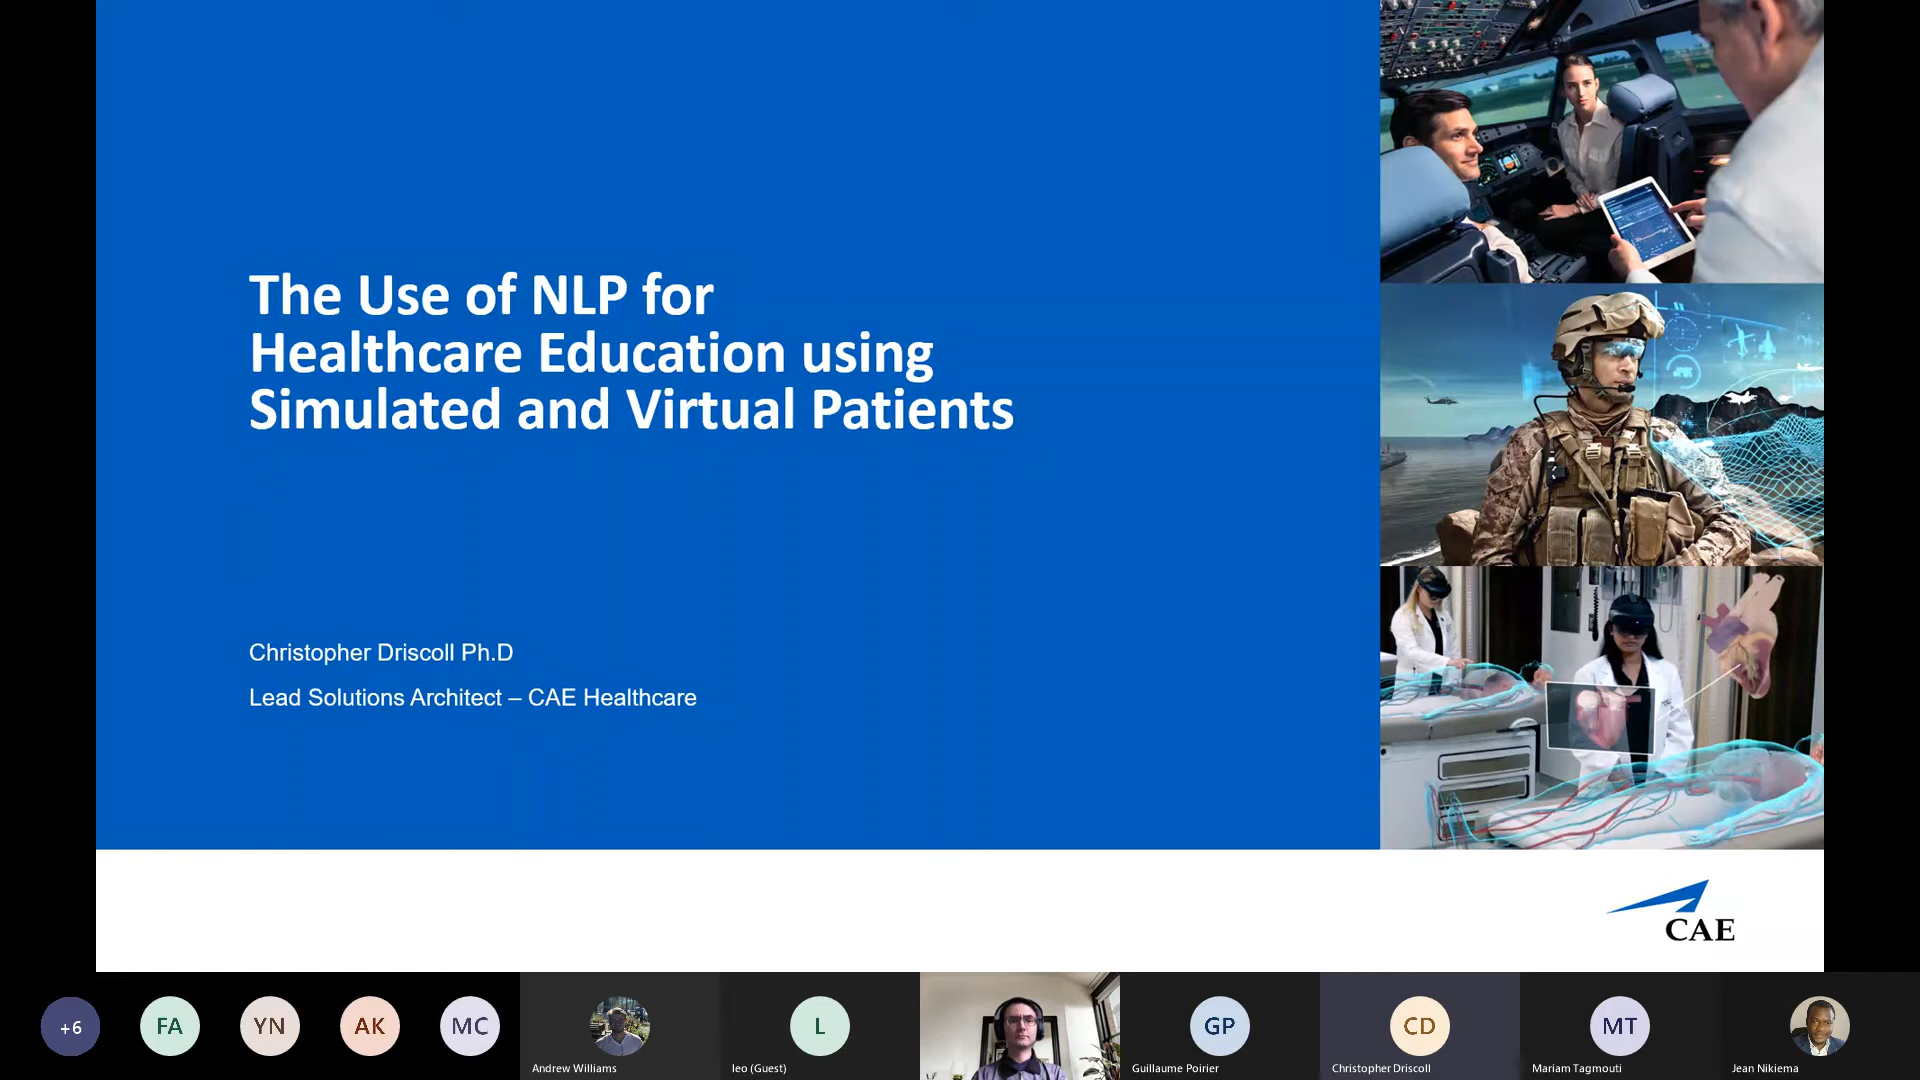 The Use of NLP for
Healthcare Education using
Simulated and Virtual Patients
Christopher Driscoll Ph.D
Lead Solutions Architect – CAE Healthcare
CAE
+6
FA
YN
AK
MC
Andrew Williams
L
leo (Guest)
GP
Guillaume Poirier
CD
Christopher Driscoll
MT
Mariam Tagmouti
Jean Nikiema